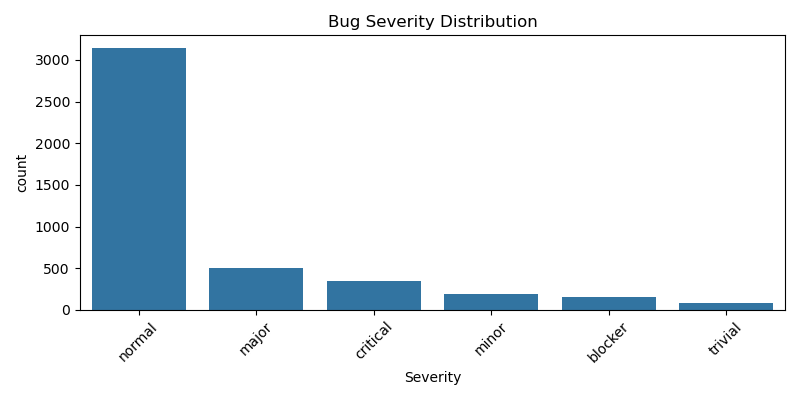 Bug Severity Distribution
3000
2500
2000
1500
1000
500
0
count
normal
major
critical
minor
blocker
trivial
Severity